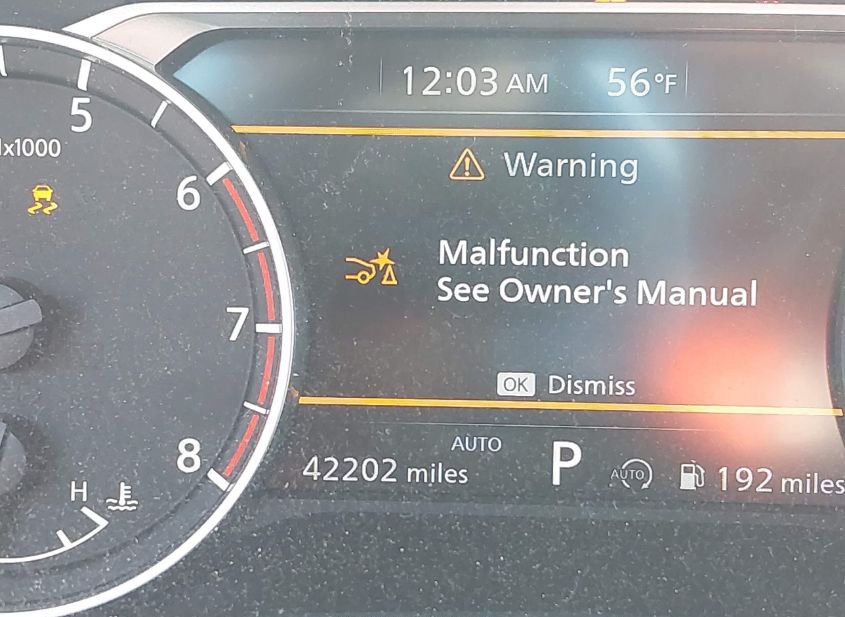 5
x1000
6
7
8
H
12:03 AM 56°F
Warning
Malfunction
See Owner's Manual
OK Dismiss
AUTO
42202 miles P AUTO 192 miles